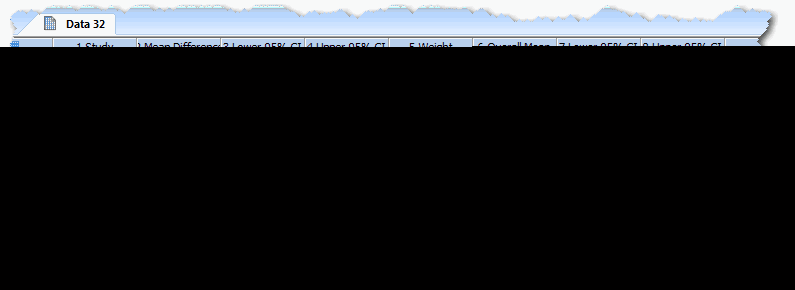 Data 32
1-Study 2 Mean Difference 3 Lower 95% CI 4 Upper 95% CI 5-Weight 6-Overall Mean 7 Lower 95% CI 8 Upper 95% CI